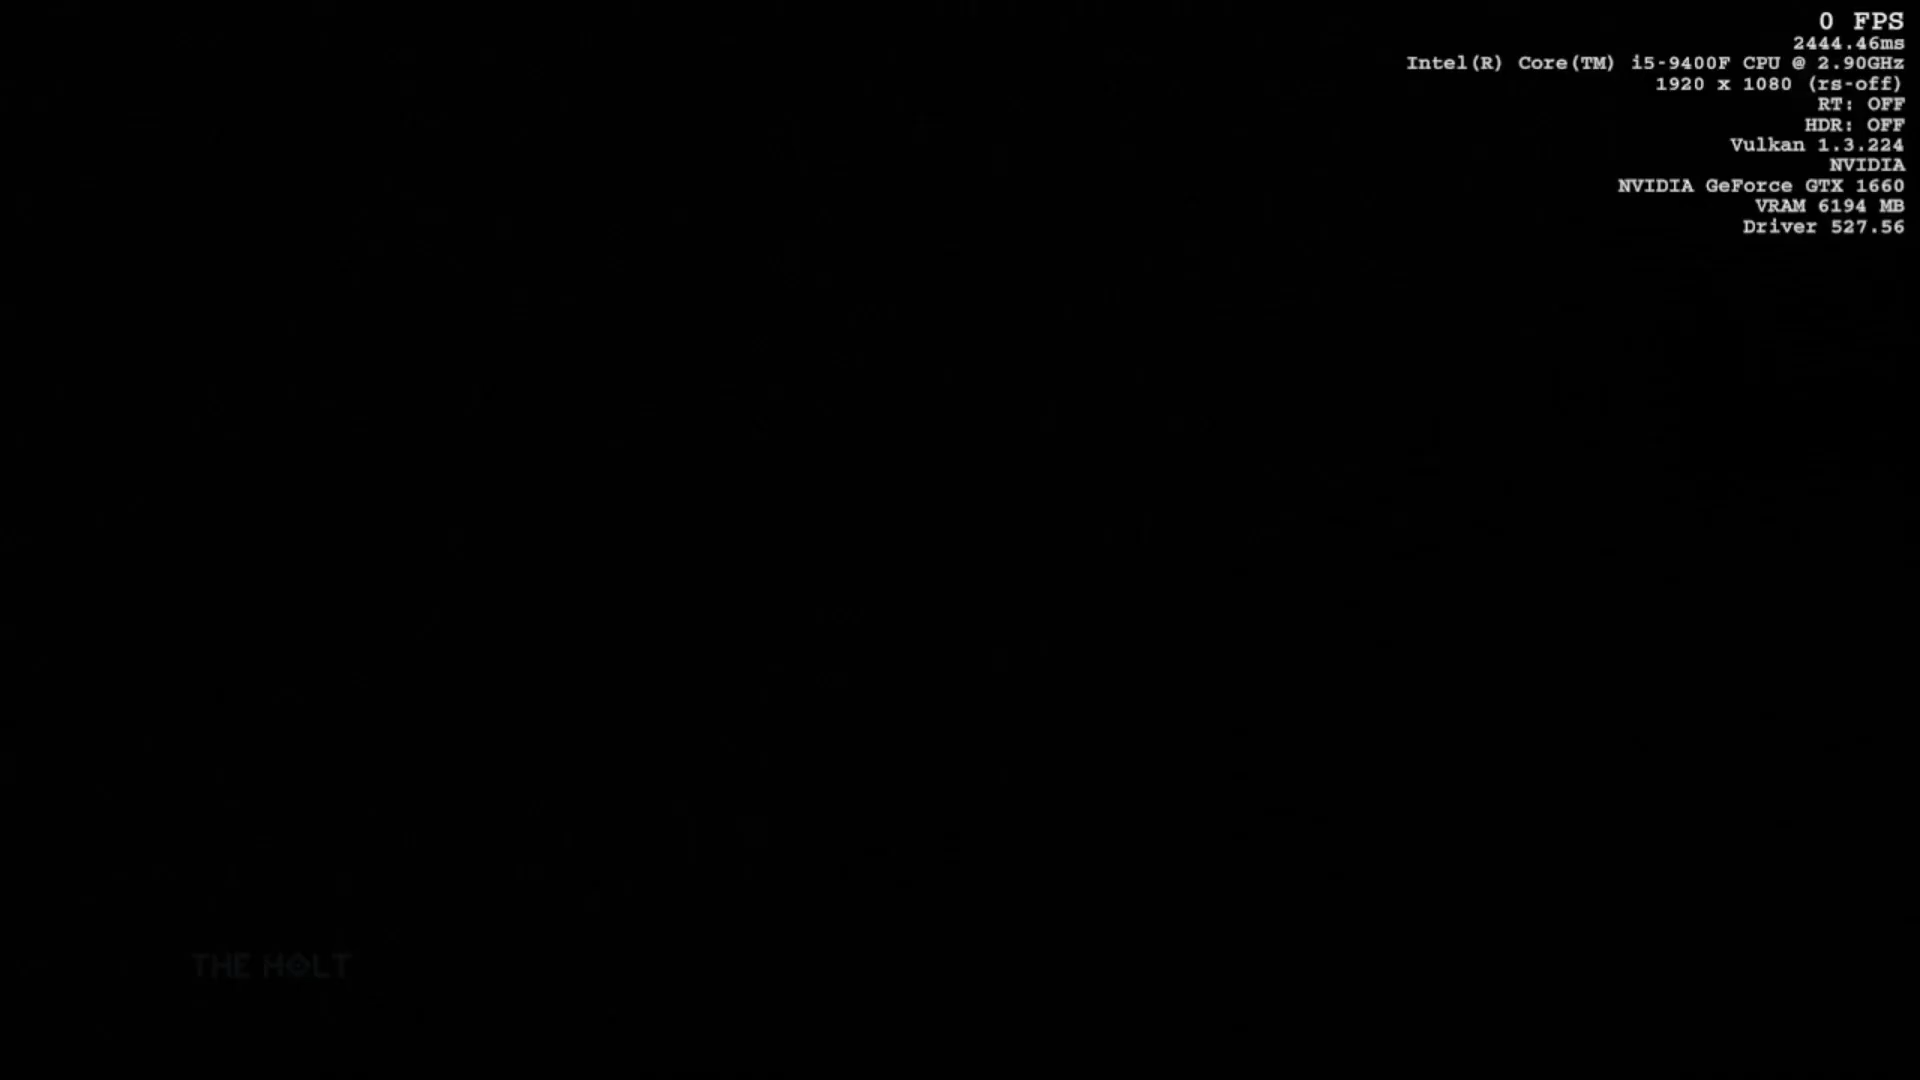 0 FPS
2444.46ms
Intel(R) Core(TM) i5-9400F CPU @ 2.90GHz
1920 x 1080 (rs-off)
RT: OFF
HDR: OFF
Vulkan 1.3.224
NVIDIA
NVIDIA GeForce GTX 1660
VRAM 6194 MB
Driver 527.56
THE HOLT